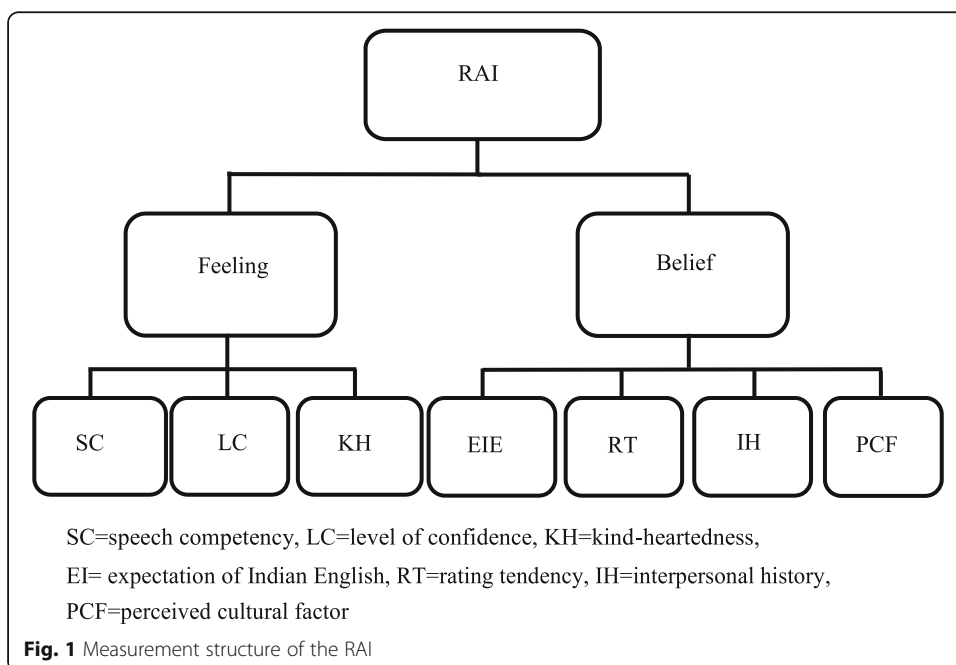 RAI
Feeling
Belief
SC
LC
KH
EIE
RT
IH
PCF
SC=speech competency, LC=level of confidence, KH=kind-heartedness,
EI= expectation of Indian English, RT=rating tendency, IH=interpersonal history,
PCF=perceived cultural factor
Fig. 1 Measurement structure of the RAI